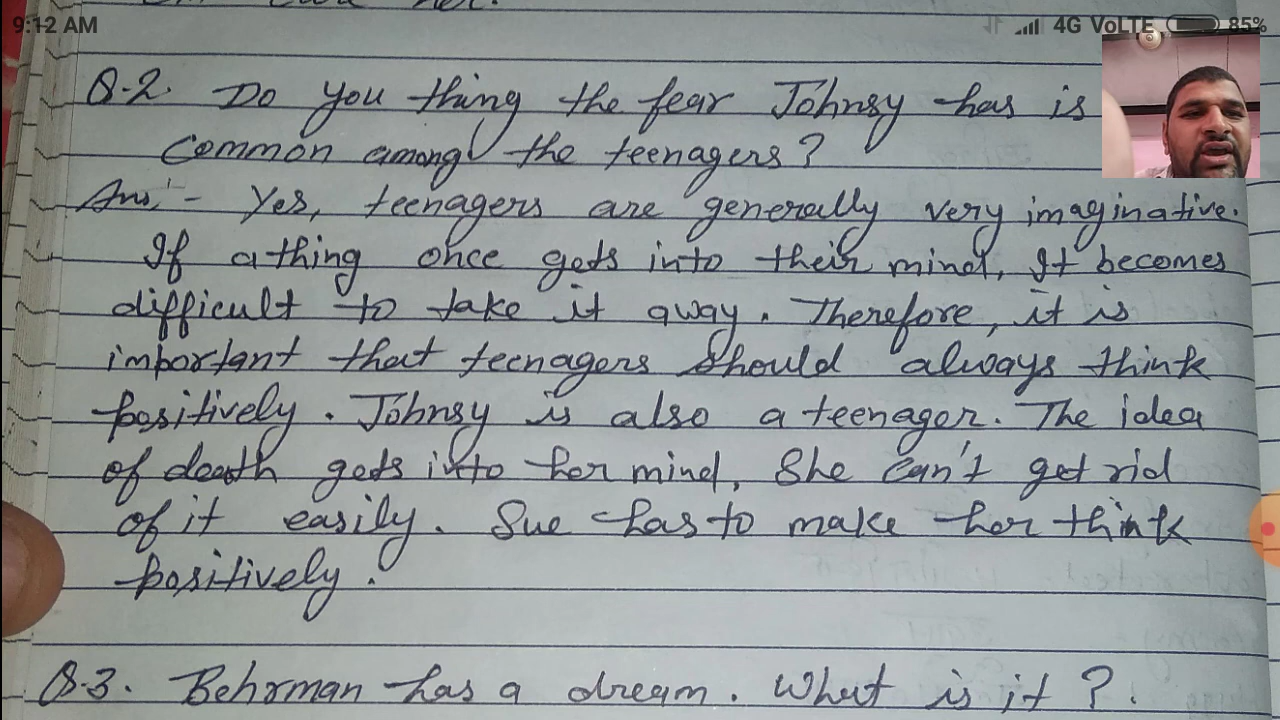 9:12 AM 4G VoLTE 85%
Q.2. Do you thing the fear Johnsy has is
Common among the teenagers?
Ans:- Yes, teenagers are generally very imaginative.
If a thing once gets into their mind, It becomes
difficult to take it away. Therefore, it is
important that teenagers should always think
positively. Johnsy is also a teenager. The idea
of death gets into her mind, She can't get rid
of it easily. Sue has to make her think
positively.
Q.3. Behrman has a dream. What is it?.